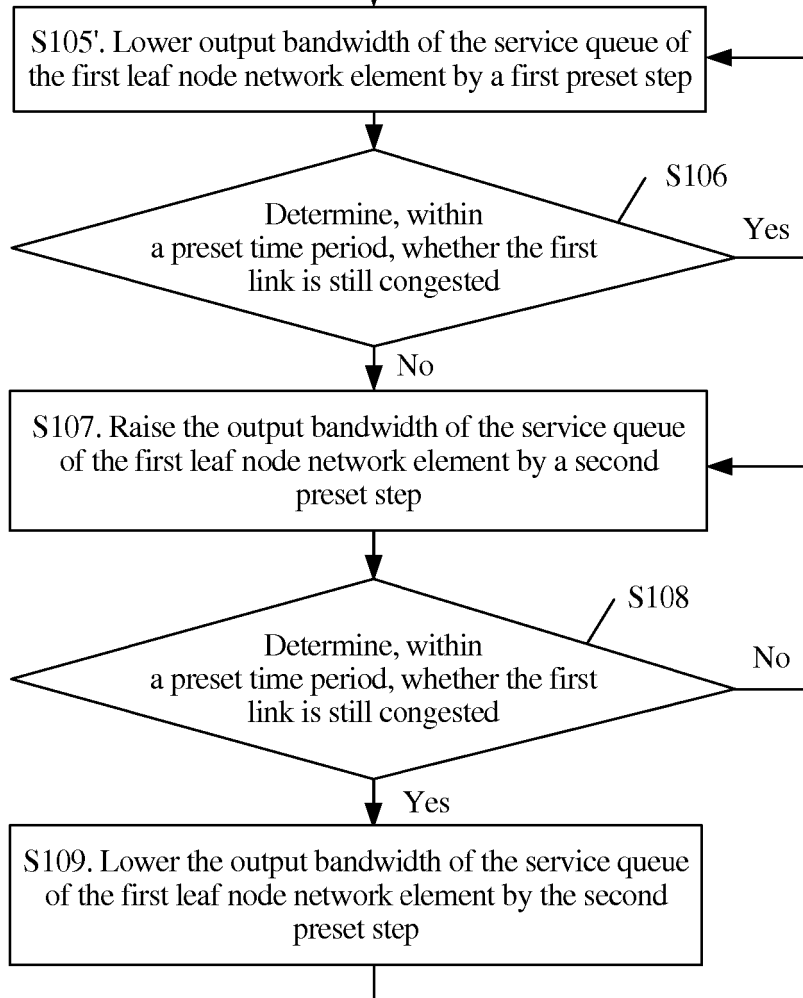 S105'. Lower output bandwidth of the service queue of
the first leaf node network element by a first preset step
S106
Determine, within
a preset time period, whether the first
link is still congested
Yes
No
S107. Raise the output bandwidth of the service queue
of the first leaf node network element by a second
preset step
S108
Determine, within
a preset time period, whether the first
link is still congested
No
Yes
S109. Lower the output bandwidth of the service queue
of the first leaf node network element by the second
preset step